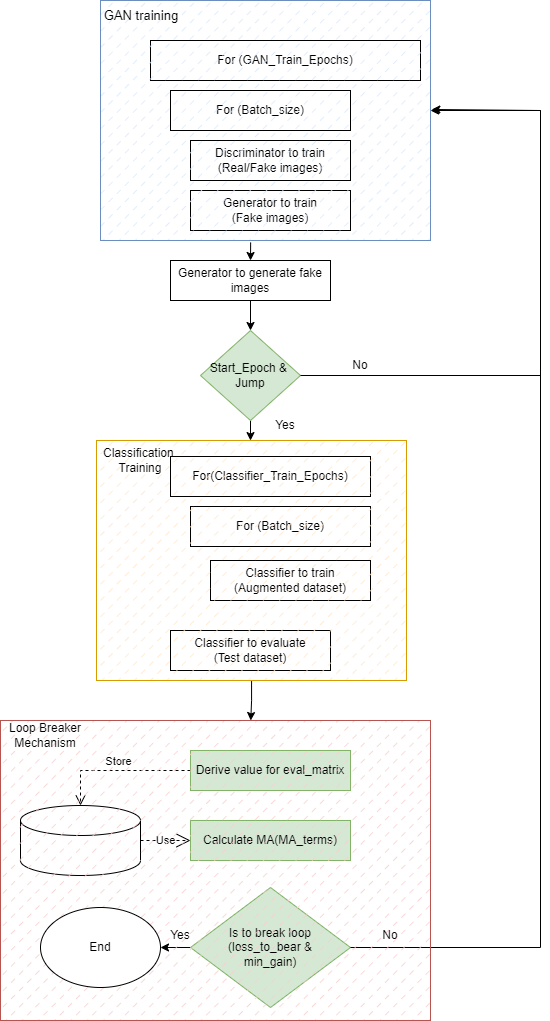 GAN training
For (GAN_Train_Epochs)
For (Batch_size)
Discriminator to train
(Real/Fake images)
Generator to train
(Fake images)
Generator to generate fake
images
Start_Epoch &
Jump
No
Yes
Classification
Training
For(Classifier_Train_Epochs)
For (Batch_size)
Classifier to train
(Augmented dataset)
Classifier to evaluate
(Test dataset)
Loop Breaker
Mechanism
Store
Derive value for eval_matrix
Use
Calculate MA(MA_terms)
End
Yes
Is to break loop
(loss_to_bear &
min_gain)
No